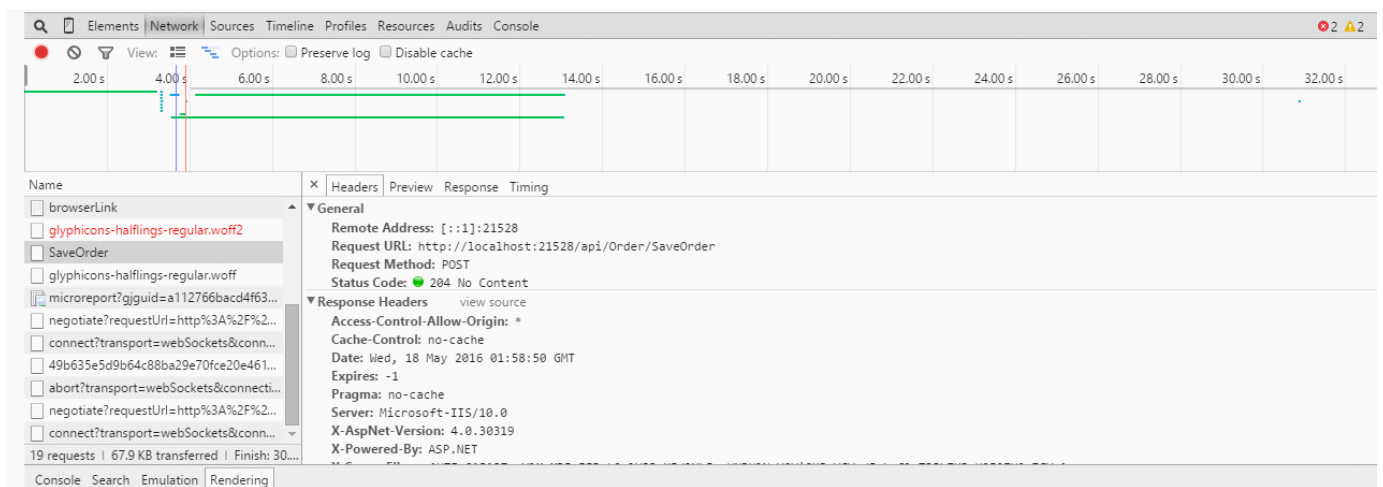 Elements Network Sources Timeline Profiles Resources Audits Console 2 2
View: Options: Preserve log Disable cache
2.00 s 4.00 s 6.00 s 8.00 s 10.00 s 12.00 s 14.00 s 16.00 s 18.00 s 20.00 s 22.00 s 24.00 s 26.00 s 28.00 s 30.00 s 32.00 s
Name
browserLink
glyphicons-halflings-regular.woff2
SaveOrder
glyphicons-halflings-regular.woff
microreport?gjguid=a112766bacd4f63...
negotiate?requestUrl=http%3A%2F%2...
connect?transport=webSockets&conn...
49b635e5d9b64c88ba29e70fce20e461...
abort?transport=webSockets&connecti...
negotiate?requestUrl=http%3A%2F%2...
connect?transport=webSockets&conn...
19 requests | 67.9 KB transferred | Finish: 30....
× Headers Preview Response Timing
General
Remote Address: [::1]:21528
Request URL: http://localhost:21528/api/Order/SaveOrder
Request Method: POST
Status Code: 204 No Content
Response Headers view source
Access-Control-Allow-Origin: *
Cache-Control: no-cache
Date: Wed, 18 May 2016 01:58:50 GMT
Expires: -1
Pragma: no-cache
Server: Microsoft-IIS/10.0
X-AspNet-Version: 4.0.30319
X-Powered-By: ASP.NET
Console Search Emulation Rendering